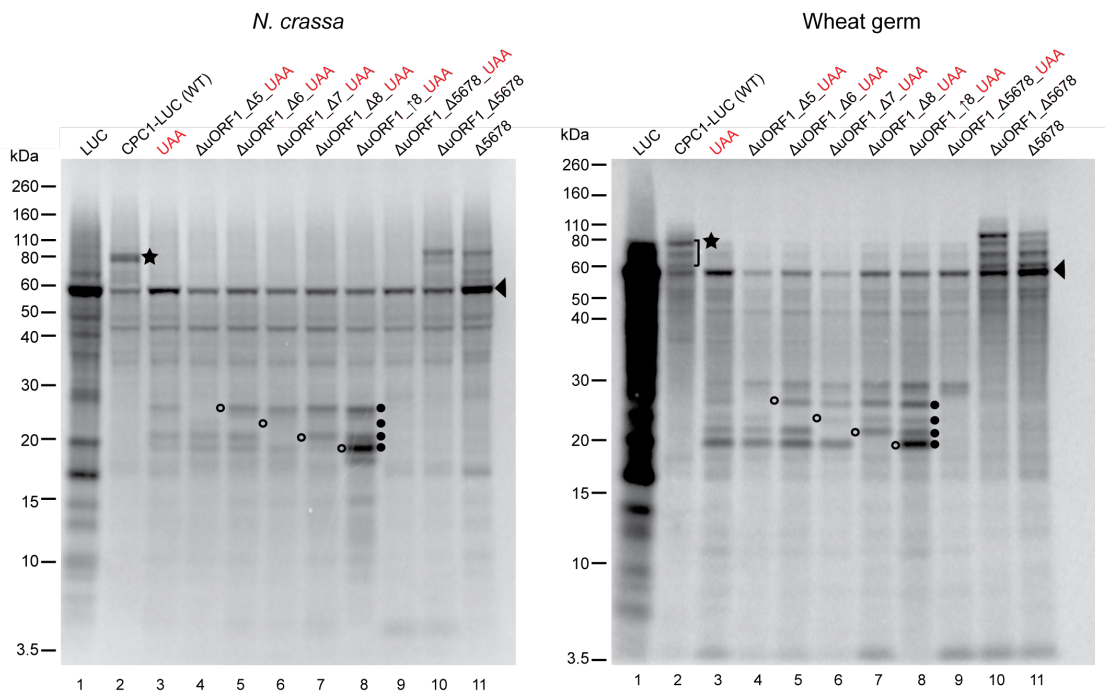 N. crassa
LUC
CPC1-LUC (WT)
UAA
ΔuORF1_Δ5_UAA
ΔuORF1_Δ6_UAA
ΔuORF1_Δ7_UAA
ΔuORF1_Δ8_UAA
ΔuORF1_↑8_UAA
ΔuORF1_Δ5678_UAA
ΔuORF1_Δ5678
Δ5678
kDa
260
160
110
80
60
50
40
30
20
15
10
3.5
1 2 3 4 5 6 7 8 9 10 11
Wheat germ
LUC
CPC1-LUC (WT)
UAA
ΔuORF1_Δ5_UAA
ΔuORF1_Δ6_UAA
ΔuORF1_Δ7_UAA
ΔuORF1_Δ8_UAA
ΔuORF1_↑8_UAA
ΔuORF1_Δ5678_UAA
ΔuORF1_Δ5678
Δ5678
kDa
260
160
110
80
60
50
40
30
20
15
10
3.5
1 2 3 4 5 6 7 8 9 10 11